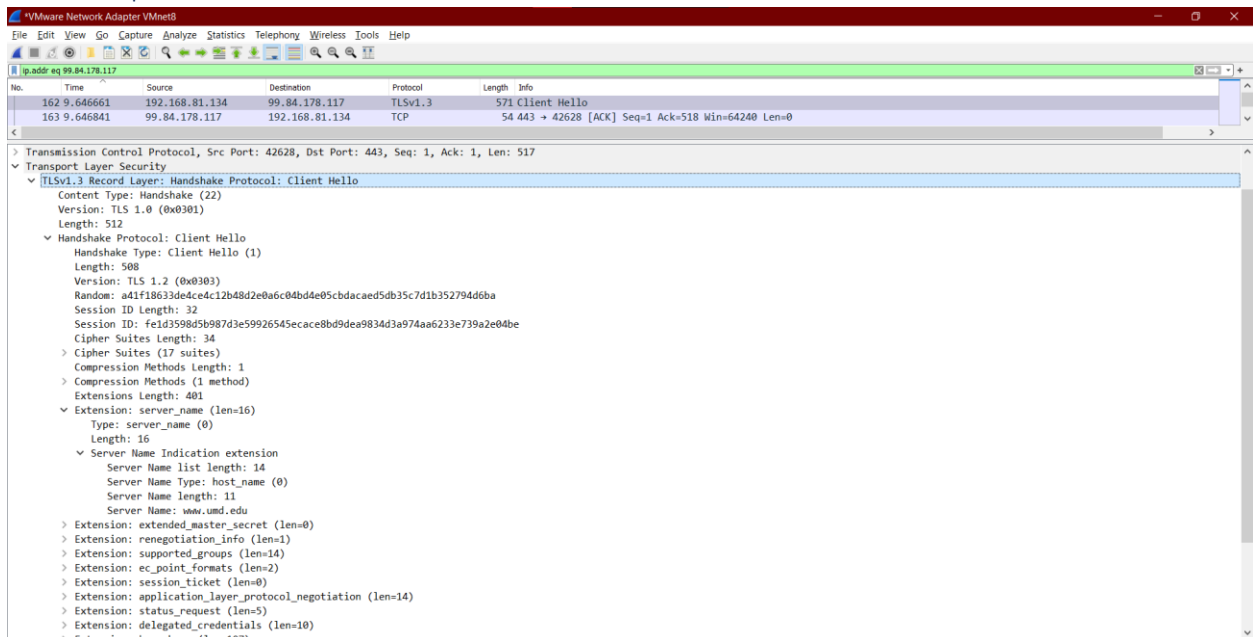 *VMware Network Adapter VMnet8
File Edit View Go Capture Analyze Statistics Telephony Wireless Tools Help
ip.addr eq 99.84.178.117
No. Time Source Destination Protocol Length Info
162 9.646661 192.168.81.134 99.84.178.117 TLSv1.3 571 Client Hello
163 9.646841 99.84.178.117 192.168.81.134 TCP 54 443 → 42628 [ACK] Seq=1 Ack=518 Win=64240 Len=0
Transmission Control Protocol, Src Port: 42628, Dst Port: 443, Seq: 1, Ack: 1, Len: 517
Transport Layer Security
TLSv1.3 Record Layer: Handshake Protocol: Client Hello
Content Type: Handshake (22)
Version: TLS 1.0 (0x0301)
Length: 512
Handshake Protocol: Client Hello
Handshake Type: Client Hello (1)
Length: 508
Version: TLS 1.2 (0x0303)
Random: a41f18633de4ce4c12b48d2e0a6c04bd4e05cbdacaed5db35c7d1b352794d6ba
Session ID Length: 32
Session ID: fe1d3598d5b987d3e59926545ecace8bd9dea9834d3a974aa6233e739a2e04be
Cipher Suites Length: 34
Cipher Suites (17 suites)
Compression Methods Length: 1
Compression Methods (1 method)
Extensions Length: 401
Extension: server_name (len=16)
Type: server_name (0)
Length: 16
Server Name Indication extension
Server Name list length: 14
Server Name Type: host_name (0)
Server Name length: 11
Server Name: www.umd.edu
Extension: extended_master_secret (len=0)
Extension: renegotiation_info (len=1)
Extension: supported_groups (len=14)
Extension: ec_point_formats (len=2)
Extension: session_ticket (len=0)
Extension: application_layer_protocol_negotiation (len=14)
Extension: status_request (len=5)
Extension: delegated_credentials (len=10)